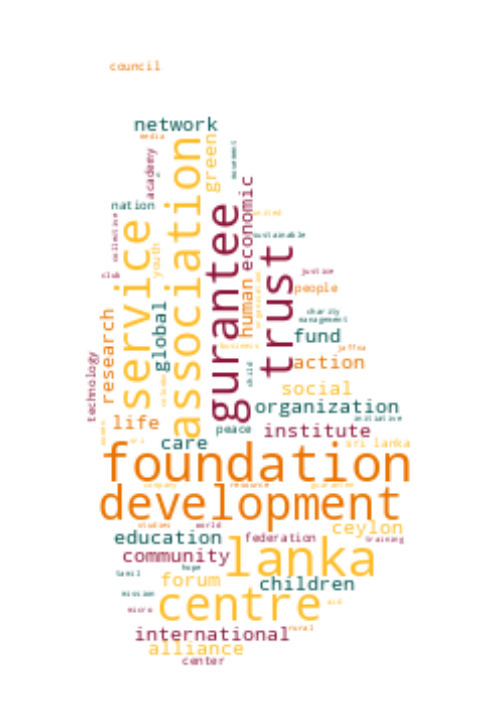 council
network
media
association
green
movement
academy
nation
service
collective
gurantee
economic
united
sustainable
trust
youth
club
justice
people
human
organisation
global
research
charity
management
fund
jaffna
business
action
technology
child
social
organization
initiative
life
peace
institute
care
sri lanka
foundation
company
resource
guarantee
development
studies
world
ceylon
education
federation
training
community
lanka
hope
tamil
forum
children
mission
centre
aid
micro
international
rural
alliance
center